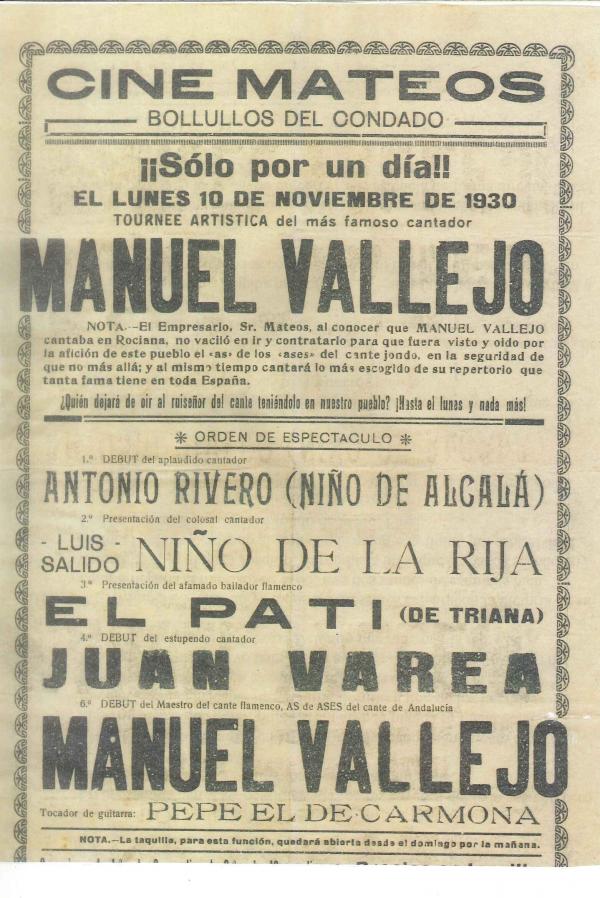 CINE MATEOS
BOLLULLOS DEL CONDADO
¡¡Sólo por un día!!
EL LUNES 10 DE NOVIEMBRE DE 1930
TOURNEE ARTISTICA del más famoso cantador
MANUEL VALLEJO
NOTA.--El Empresario, Sr. Mateos, al conocer que MANUEL VALLEJO
cantaba en Rociana, no vaciló en ir y contratarlo para que fuera visto y oido por
la afición de este pueblo el «as» de los «ases» del cante jondo, en la seguridad de
que no más allá; y al mismo tiempo cantará lo más escogido de su repertorio que
tanta fama tiene en toda España.
¿Quién dejará de oir al ruiseñor del cante teniéndolo en nuestro pueblo? ¡Hasta el lunes y nada más!
ORDEN DE ESPECTACULO
1.º DEBUT del aplaudido cantador
ANTONIO RIVERO (NIÑO DE ALCALÁ)
2.º Presentación del colosal cantador
- LUIS - SALIDO NIÑO DE LA RIJA
3.º Presentación del afamado bailador flamenco
EL PATI (DE TRIANA)
4.º DEBUT del estupendo cantador
JUAN VAREA
6.º DEBUT del Maestro del cante flamenco, AS de ASES del cante de Andalucía
MANUEL VALLEJO
Tocador de guitarra: PEPE EL DE CARMONA
NOTA.--La taquilla, para esta función, quedará abierta desde el domingo por la mañana.